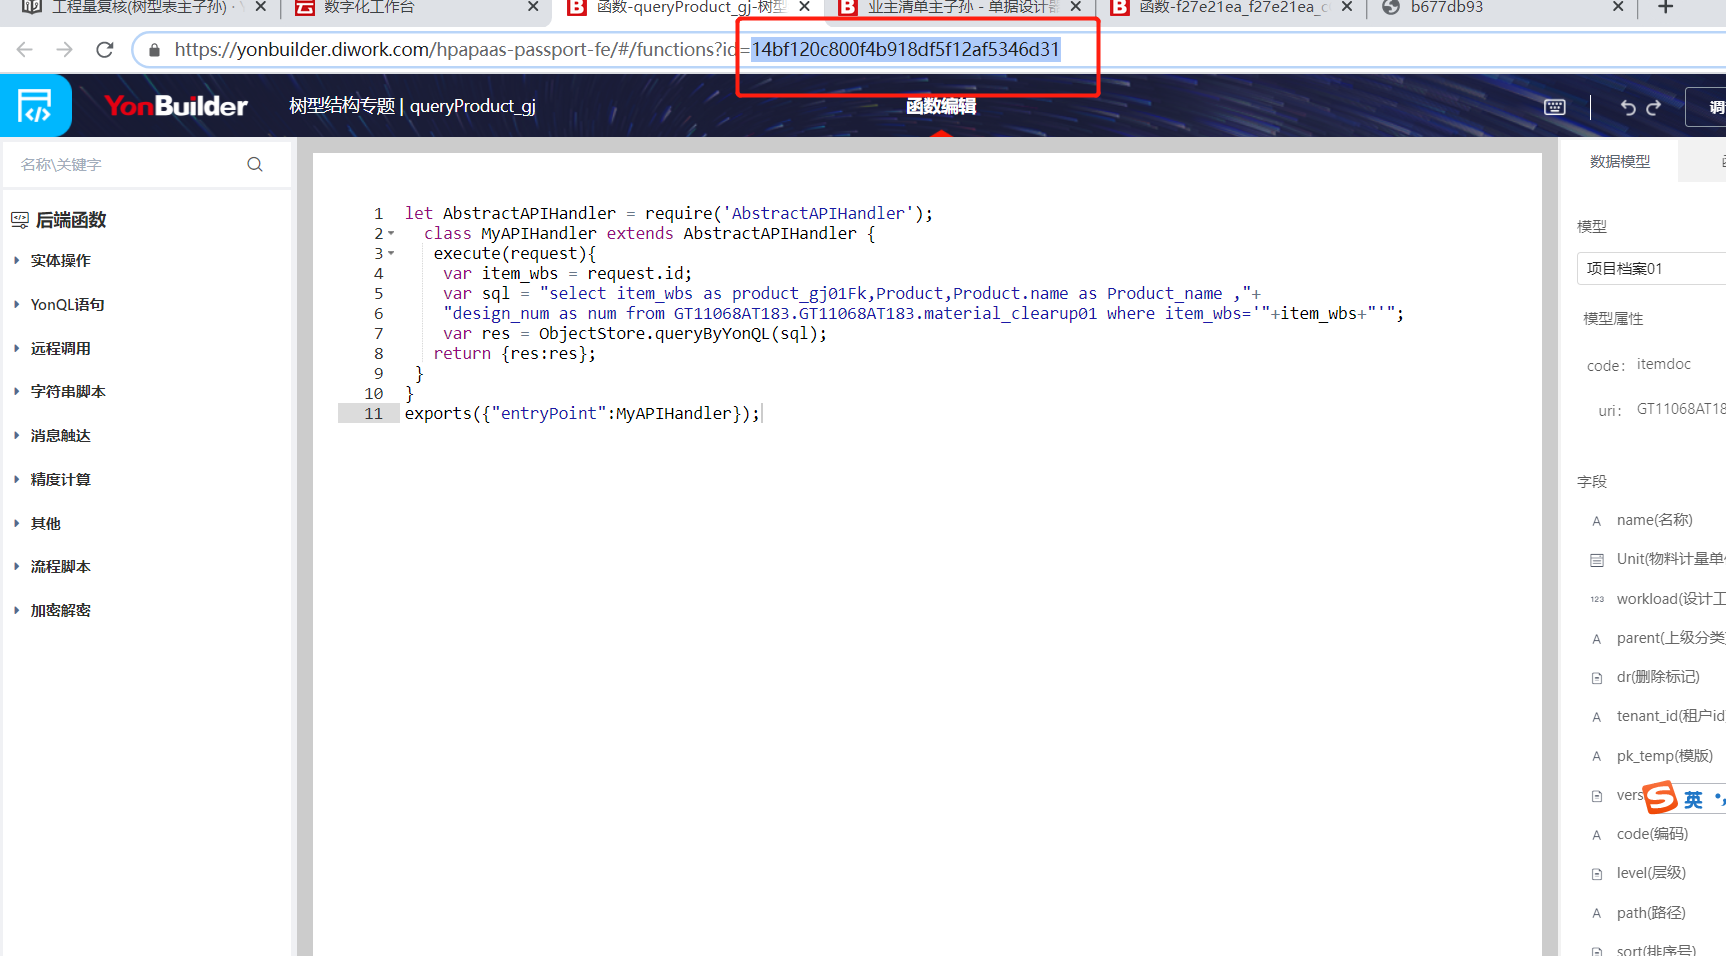 工程量复核(树型表主子孙) ·
数字化工作台
函数-queryProduct_gj-树型
业主清单主子孙 - 单据设计器
函数-f27e21ea_f27e21ea_c
b677db93
https://yonbuilder.diwork.com/hpapaas-passport-fe/#/functions?id=14bf120c800f4b918df5f12af5346d31
YonBuilder
树型结构专题 | queryProduct_gj
函数编辑
调
名称\关键字
后端函数
实体操作
YonQL语句
远程调用
字符串脚本
消息触达
精度计算
其他
流程脚本
加密解密
1 let AbstractAPIHandler = require('AbstractAPIHandler');
2 class MyAPIHandler extends AbstractAPIHandler {
3 execute(request){
4 var item_wbs = request.id;
5 var sql = "select item_wbs as product_gj01Fk,Product,Product.name as Product_name ,"+
6 "design_num as num from GT11068AT183.GT11068AT183.material_clearup01 where item_wbs='"+item_wbs+"'";
7 var res = ObjectStore.queryByYonQL(sql);
8 return {res:res};
9 }
10 }
11 exports({"entryPoint":MyAPIHandler});
数据模型
模型
项目档案01
模型属性
code: itemdoc
uri: GT11068AT18
字段
A name(名称)
Unit(物料计量单
123 workload(设计工
A parent(上级分类)
dr(删除标记)
A tenant_id(租户id
A pk_temp(模版)
vers
S 英
A code(编码)
level(层级)
A path(路径)
sort(排序号)